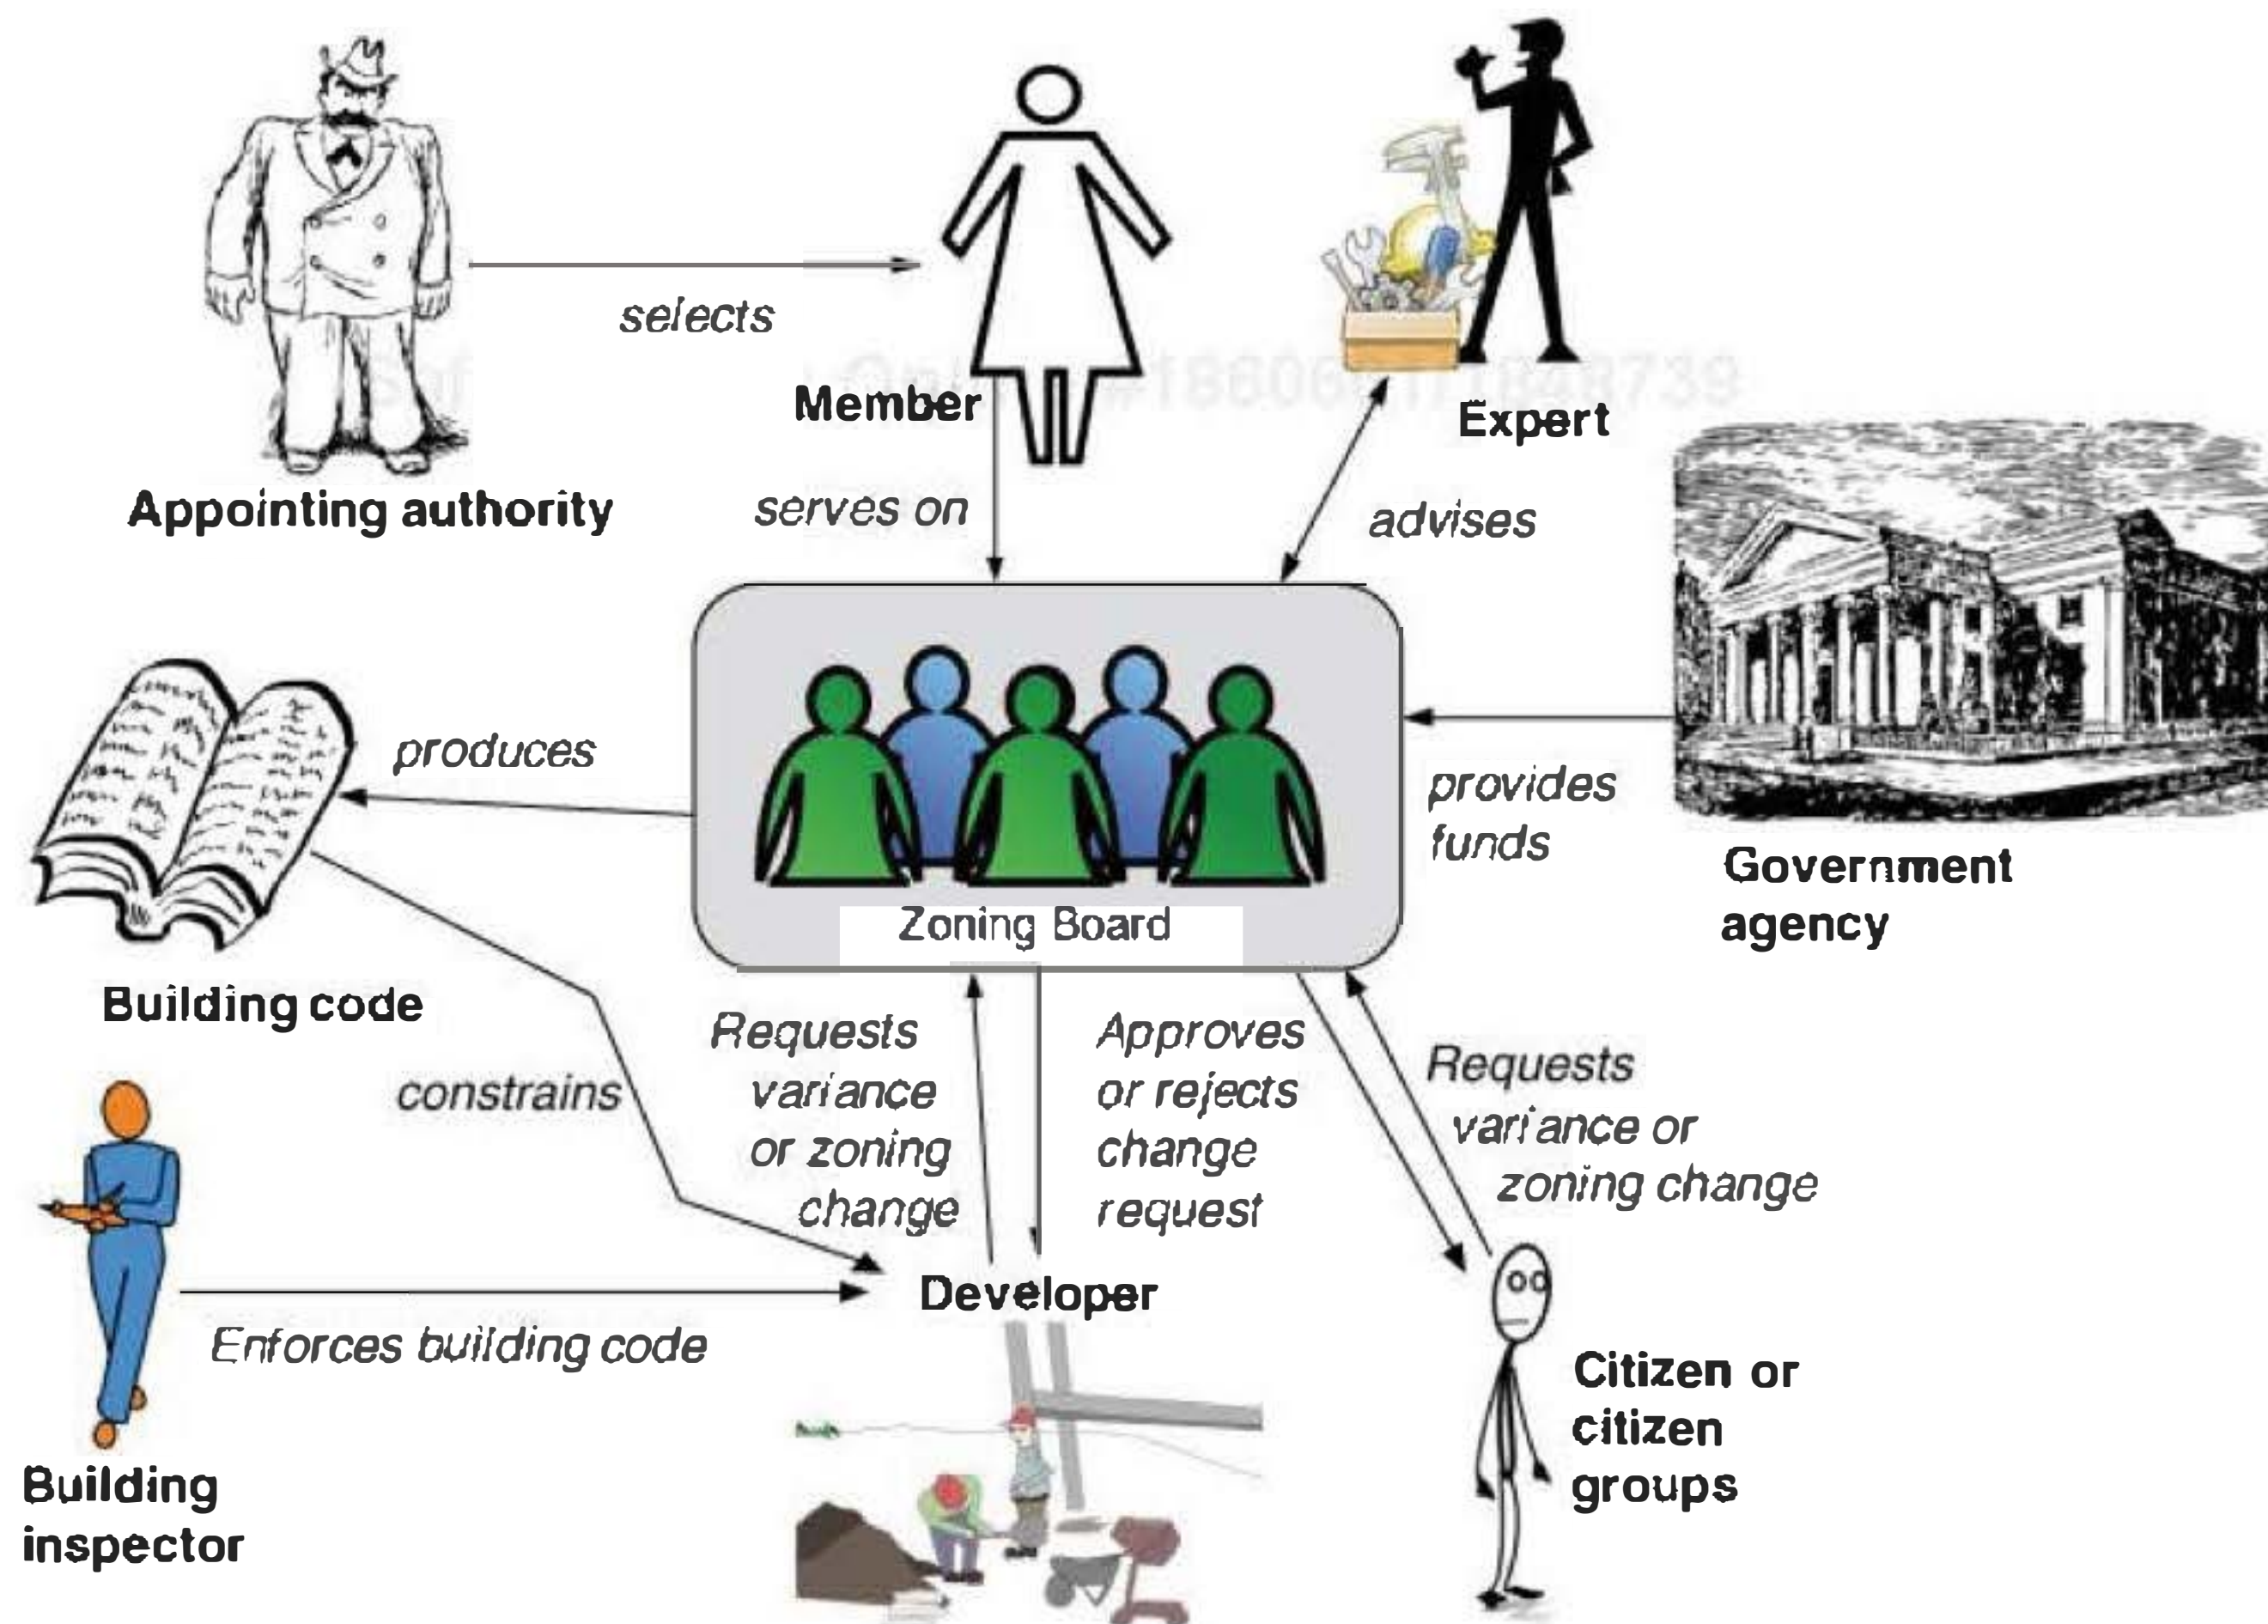 selects
Member
Expert
Appointing authority
serves on
advises
produces
provides
funds
Government
agency
Zoning Board
Building code
constrains
Requests
variance
or zoning
change
Approves
or rejects
change
request
Requests
variance or
zoning change
Developer
Enforces building code
Citizen or
citizen
groups
Building
inspector